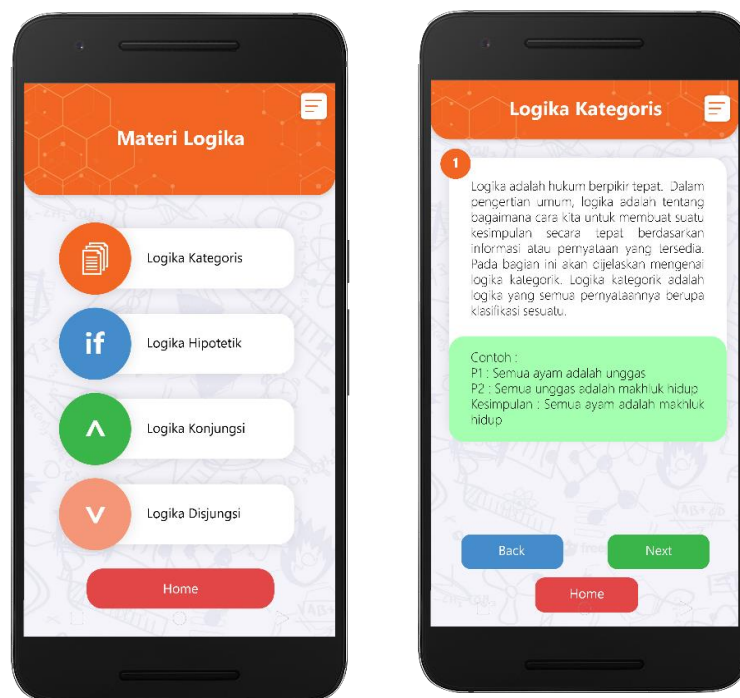 Materi Logika
Logika Kategoris
if
Logika Hipotetik
Logika Konjungsi
Logika Disjungsi
Home
Logika Kategoris
1
Logika adalah hukum berpikir tepat. Dalam
pengertian umum, logika adalah tentang
bagaimana cara kita untuk membuat suatu
kesimpulan secara tepat berdasarkan
informasi atau pernyataan yang tersedia.
Pada bagian ini akan dijelaskan mengenai
logika kategorik. Logika kategorik adalah
logika yang semua pernyataannya berupa
klasifikasi sesuatu.
Contoh :
P1 : Semua ayam adalah unggas
P2 : Semua unggas adalah makhluk hidup
Kesimpulan : Semua ayam adalah makhluk
hidup
Back
Next
Home